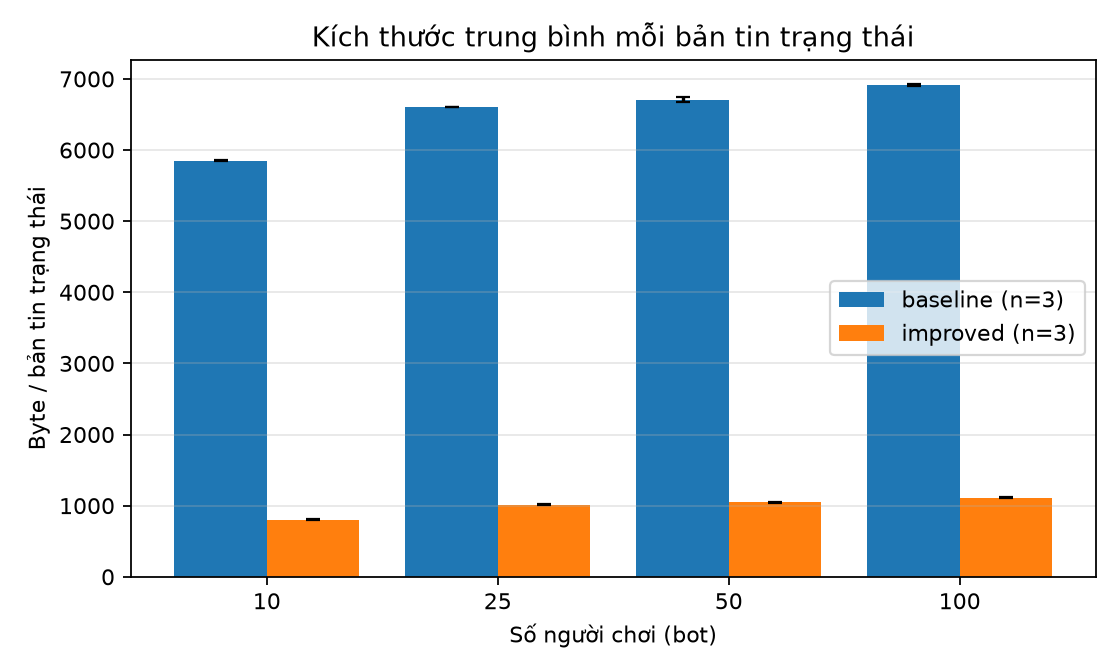 Kích thước trung bình mỗi bản tin trạng thái
Byte / bản tin trạng thái
7000
6000
5000
4000
3000
2000
1000
0
baseline (n=3)
improved (n=3)
10 25 50 100
Số người chơi (bot)